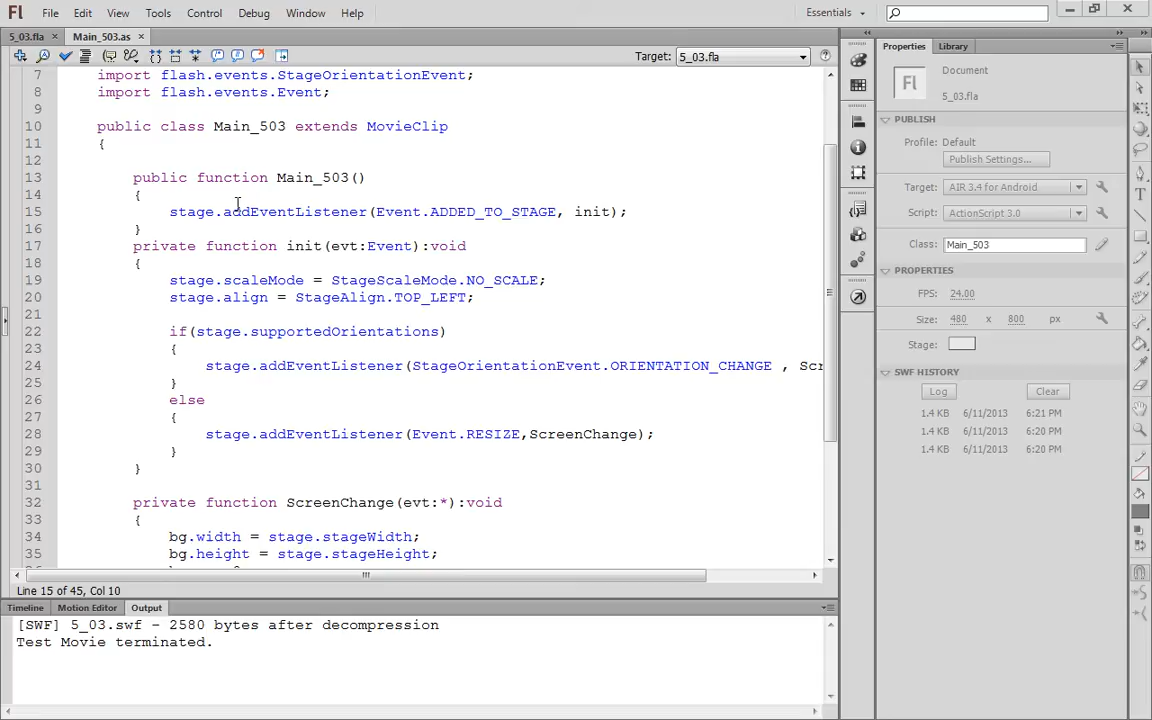 Fl File Edit View Tools Control Debug Window Help Essentials
5_03.fla × Main_503.as ×
Target: 5_03.fla
7 import flash.events.StageOrientationEvent;
8 import flash.events.Event;
9
10 public class Main_503 extends MovieClip
11 {
12
13 public function Main_503()
14 {
15 stage.addEventListener(Event.ADDED_TO_STAGE, init);
16 }
17 private function init(evt:Event):void
18 {
19 stage.scaleMode = StageScaleMode.NO_SCALE;
20 stage.align = StageAlign.TOP_LEFT;
21
22 if(stage.supportedOrientations)
23 {
24 stage.addEventListener(StageOrientationEvent.ORIENTATION_CHANGE , Scr
25 }
26 else
27 {
28 stage.addEventListener(Event.RESIZE,ScreenChange);
29 }
30 }
31
32 private function ScreenChange(evt:*):void
33 {
34 bg.width = stage.stageWidth;
35 bg.height = stage.stageHeight;
Line 15 of 45, Col 10
Timeline Motion Editor Output
[SWF] 5_03.swf - 2580 bytes after decompression
Test Movie terminated.
Properties Library
Document
Fl
5_03.fla
PUBLISH
Profile: Default
Publish Settings...
Target: AIR 3.4 for Android
Script: ActionScript 3.0
Class: Main_503
PROPERTIES
FPS: 24.00
Size: 480 x 800 px
Stage:
SWF HISTORY
Log Clear
1.4 KB 6/11/2013 6:21 PM
1.4 KB 6/11/2013 6:20 PM
1.4 KB 6/11/2013 6:20 PM